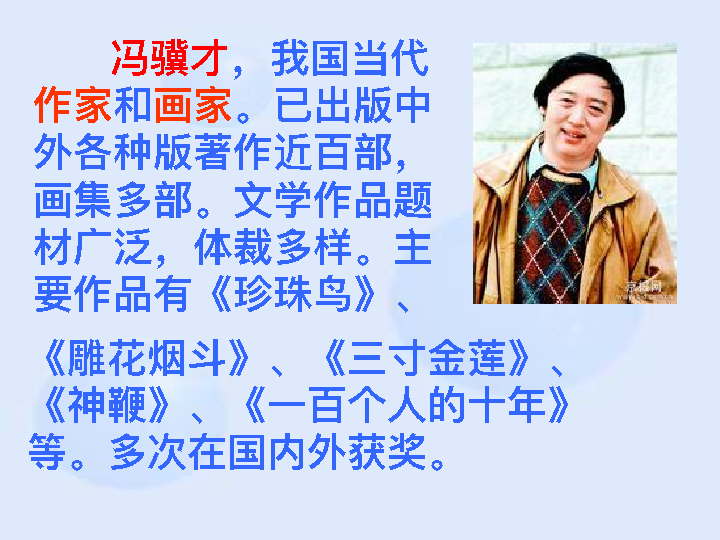 冯骥才，我国当代
作家和画家。已出版中
外各种版著作近百部，
画集多部。文学作品题
材广泛，体裁多样。主
要作品有《珍珠鸟》、
《雕花烟斗》、《三寸金莲》、
《神鞭》、《一百个人的十年》
等。多次在国内外获奖。